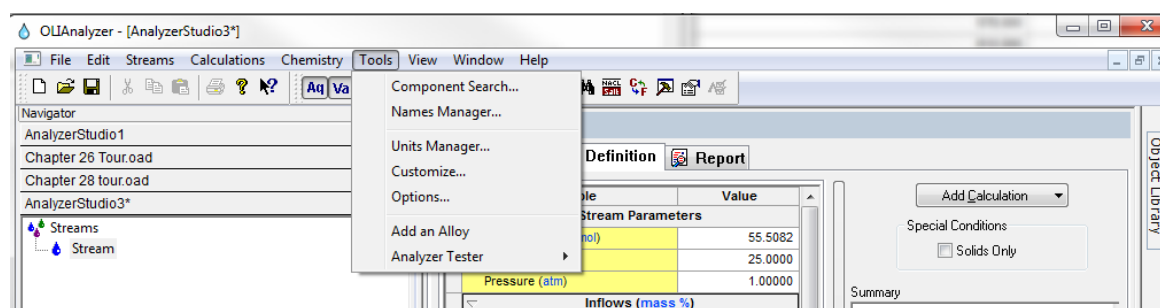 OLIAnalyzer - [AnalyzerStudio3*]
File Edit Streams Calculations Chemistry Tools View Window Help
Aq Va
Navigator
AnalyzerStudio1
Chapter 26 Tour.oad
Chapter 28 tour.oad
AnalyzerStudio3*
Streams
Stream
Component Search...
Names Manager...
Units Manager...
Customize...
Options...
Add an Alloy
Analyzer Tester
Definition Report
ble Value
Stream Parameters
nol) 55.5082
25.0000
Pressure (atm) 1.00000
Inflows (mass %)
Add Calculation
Special Conditions
Solids Only
Summary
Object Library